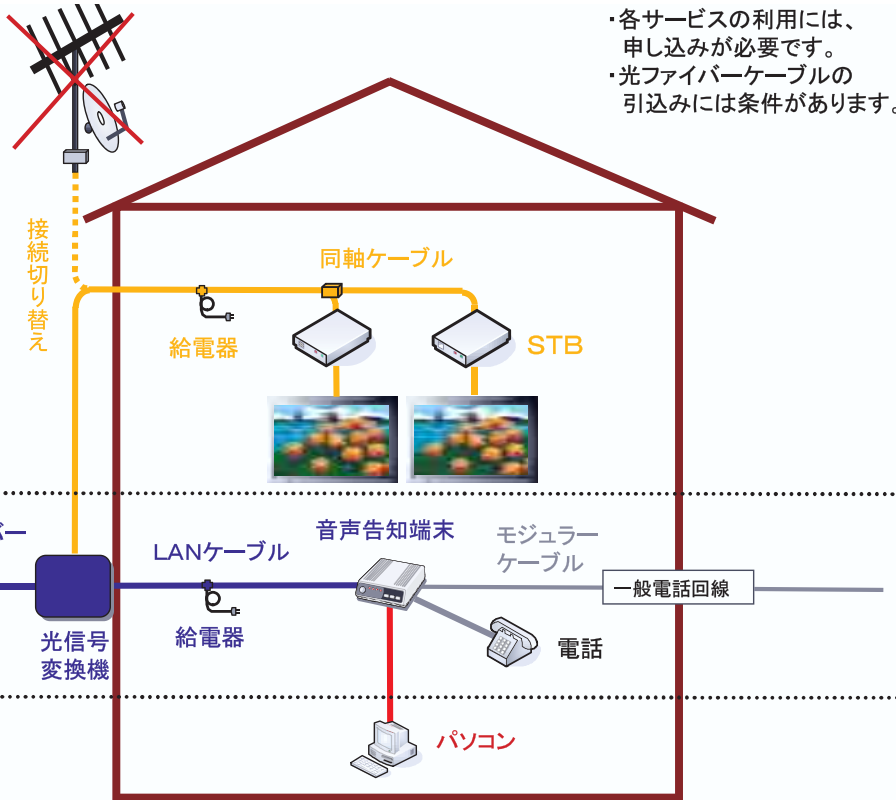 ・各サービスの利用には、
申し込みが必要です。
・光ファイバーケーブルの
引込みには条件があります。
接続切り替え
同軸ケーブル
給電器
STB
バー
LANケーブル
音声告知端末
モジュラー
ケーブル
一般電話回線
光信号
変換機
給電器
電話
パソコン